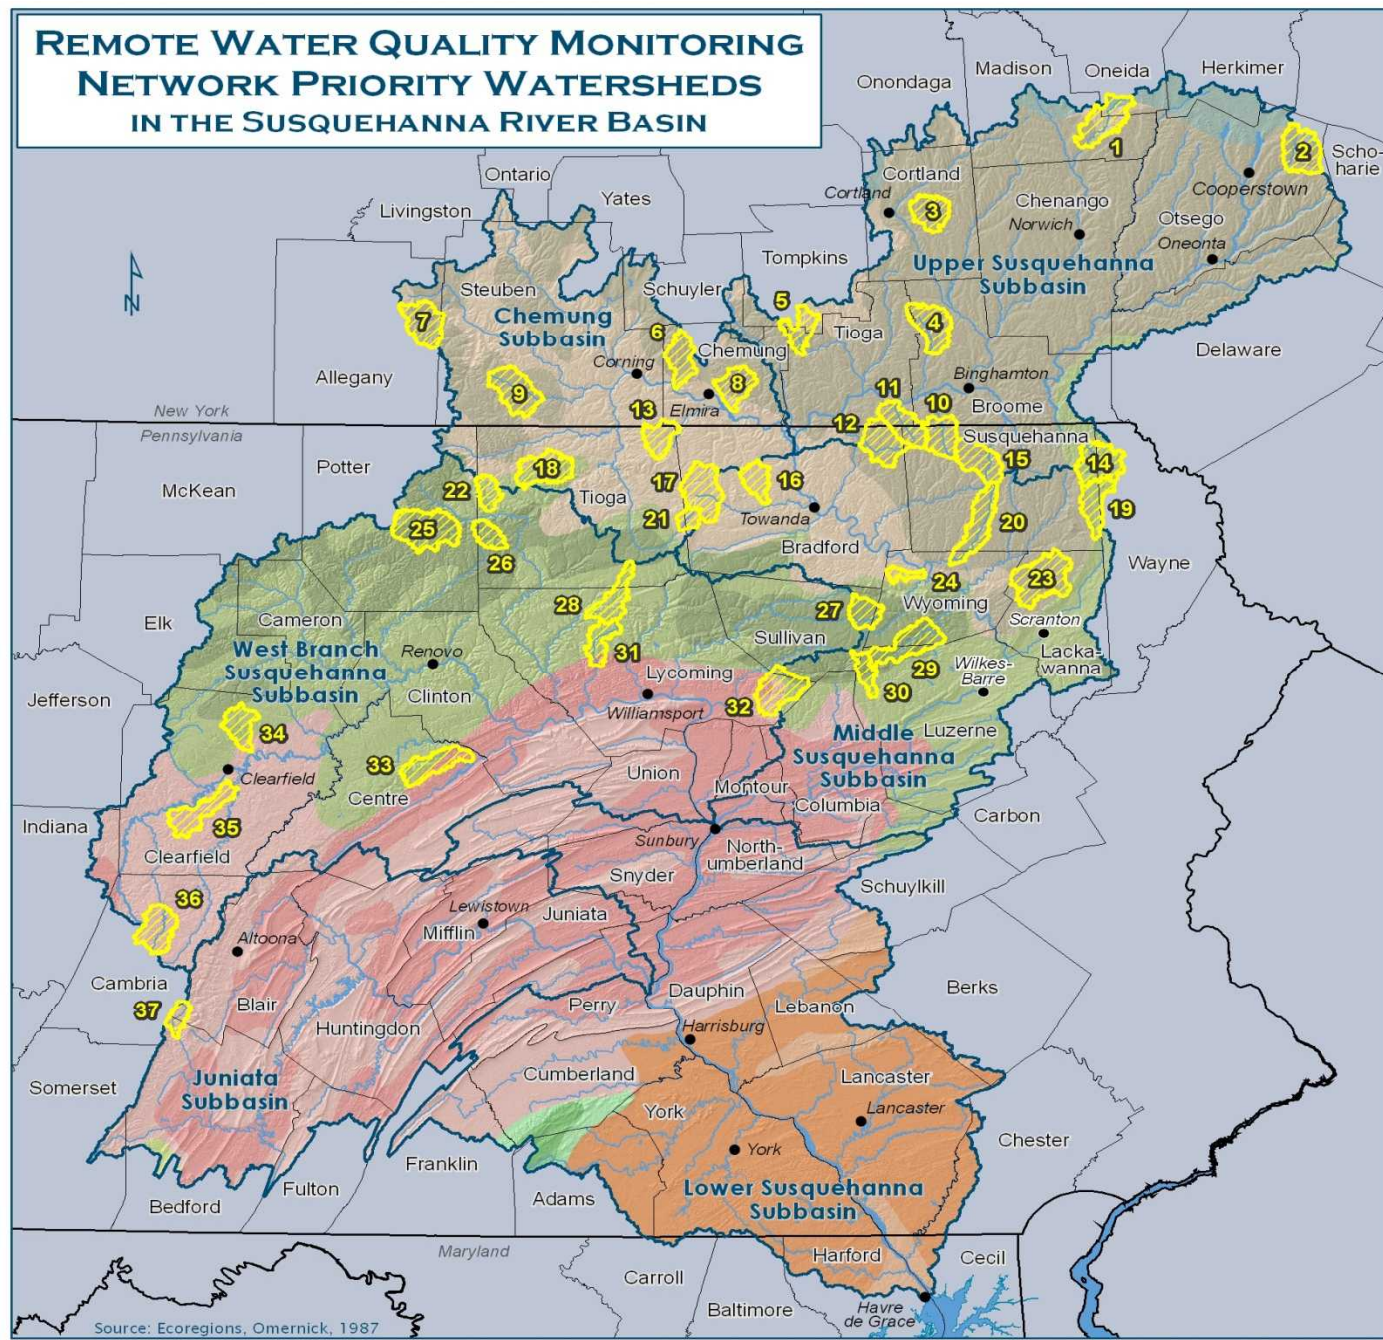 REMOTE WATER QUALITY MONITORING
NETWORK PRIORITY WATERSHEDS
IN THE SUSQUEHANNA RIVER BASIN
Onondaga
Madison
Oneida
Herkimer
1
2
Scho-
harie
Cortland
Cortland
3
Chenango
Norwich
Cooperstown
Otsego
Oneonta
Upper Susquehanna
Subbasin
Ontario
Yates
Livingston
Tompkins
N
Steuben
Schuyler
5
Tioga
4
7
Chemung
Subbasin
6
Chemung
Corning
8
Elmira
Delaware
Allegany
9
Binghamton
Broome
11
10
13
12
New York
Pennsylvania
Susquehanna
15
14
Potter
McKean
18
22
Tioga
17
16
19
21
Towanda
20
25
26
Bradford
24
23
Wayne
28
27
Wyoming
Scranton
Elk
Cameron
Sullivan
Renovo
West Branch
Susquehanna
Subbasin
31
29
Lacka-
wanna
Wilkes-
Barre
30
Jefferson
Clinton
Lycoming
Williamsport
32
34
Middle
Susquehanna
Subbasin
Luzerne
33
Clearfield
Centre
Union
Montour
Columbia
Carbon
Indiana
35
Clearfield
Sunbury
North-
umberland
Snyder
Schuylkill
36
Lewistown
Juniata
Mifflin
Altoona
Cambria
37
Blair
Huntingdon
Perry
Dauphin
Lebanon
Berks
Harrisburg
Somerset
Juniata
Subbasin
Cumberland
Lancaster
York
Lancaster
York
Chester
Franklin
Fulton
Bedford
Adams
Lower Susquehanna
Subbasin
Maryland
Harford
Cecil
Carroll
Baltimore
Havre
de Grace
Source: Ecoregions, Omernick, 1987